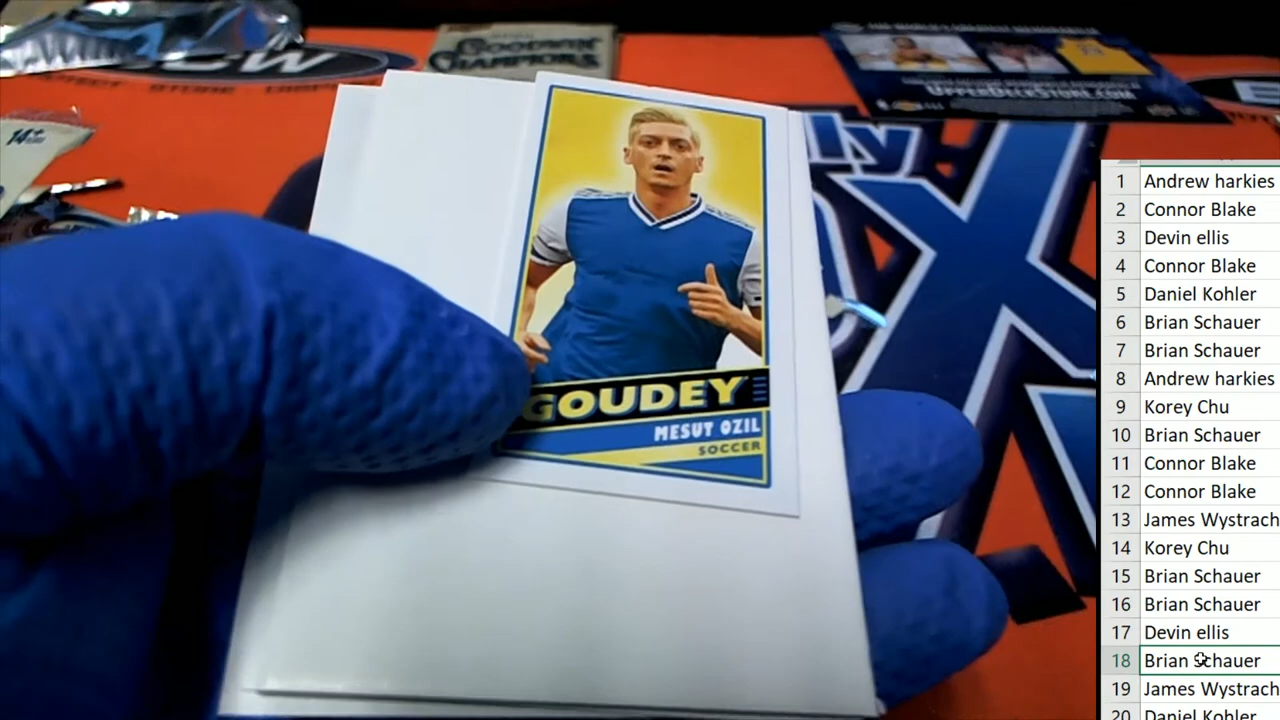 CW
GOODWIN
CHAMPIONS
UPPERDECKSTORE.COM
14+
ly
GOUDEY
MESUT OZIL
SOCCER
1 Andrew harkies
2 Connor Blake
3 Devin ellis
4 Connor Blake
5 Daniel Kohler
6 Brian Schauer
7 Brian Schauer
8 Andrew harkies
9 Korey Chu
10 Brian Schauer
11 Connor Blake
12 Connor Blake
13 James Wystrach
14 Korey Chu
15 Brian Schauer
16 Brian Schauer
17 Devin ellis
18 Brian Schauer
19 James Wystrach
20 Daniel Kohler